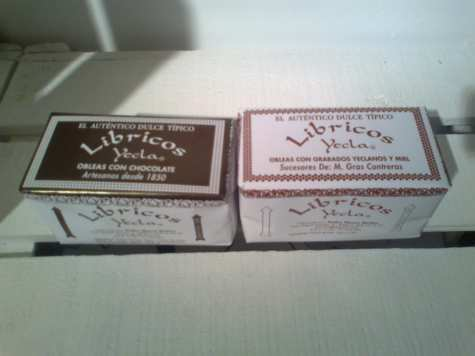 EL AUTÉNTICO DULCE TÍPICO
Libricos
Yecla®
OBLEAS CON CHOCOLATE
Artesanos desde 1850
Libricos
Yecla®
EL AUTÉNTICO DULCE TÍPICO
Libricos
Yecla®
OBLEAS CON GRABADOS YECLANOS Y MIEL
Sucesores De: M. Gras Contreras
Libricos
Yecla®